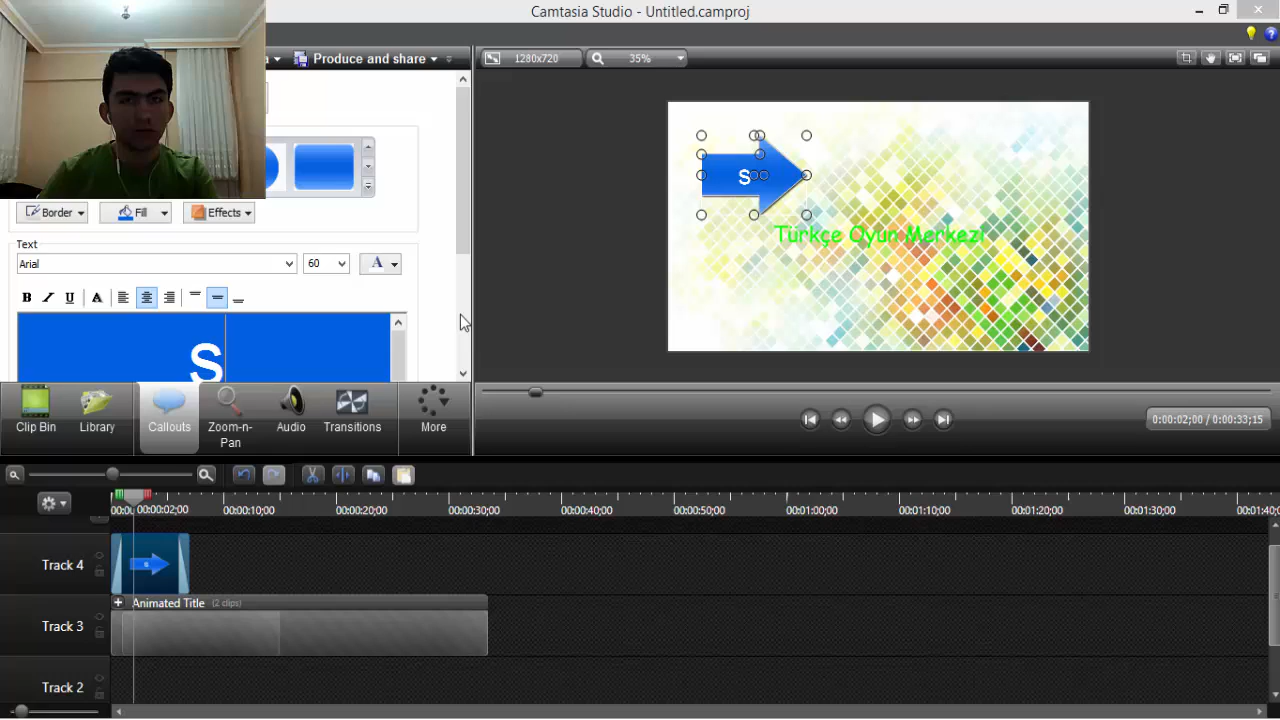 Camtasia Studio - Untitled.camproj
Produce and share
1280x720
35%
Border
Fill
Effects
Text
Arial
60
A
B I U A
S
S
Türkçe Oyun Merkezi
Clip Bin
Library
Callouts
Zoom-n-Pan
Audio
Transitions
More
0:00:02;00 / 0:00:33;15
00:00:02;00
00:00:10;00
00:00:20;00
00:00:30;00
00:00:40;00
00:00:50;00
00:01:00;00
00:01:10;00
00:01:20;00
00:01:30;00
Track 4
Animated Title (2 clips)
Track 3
Track 2